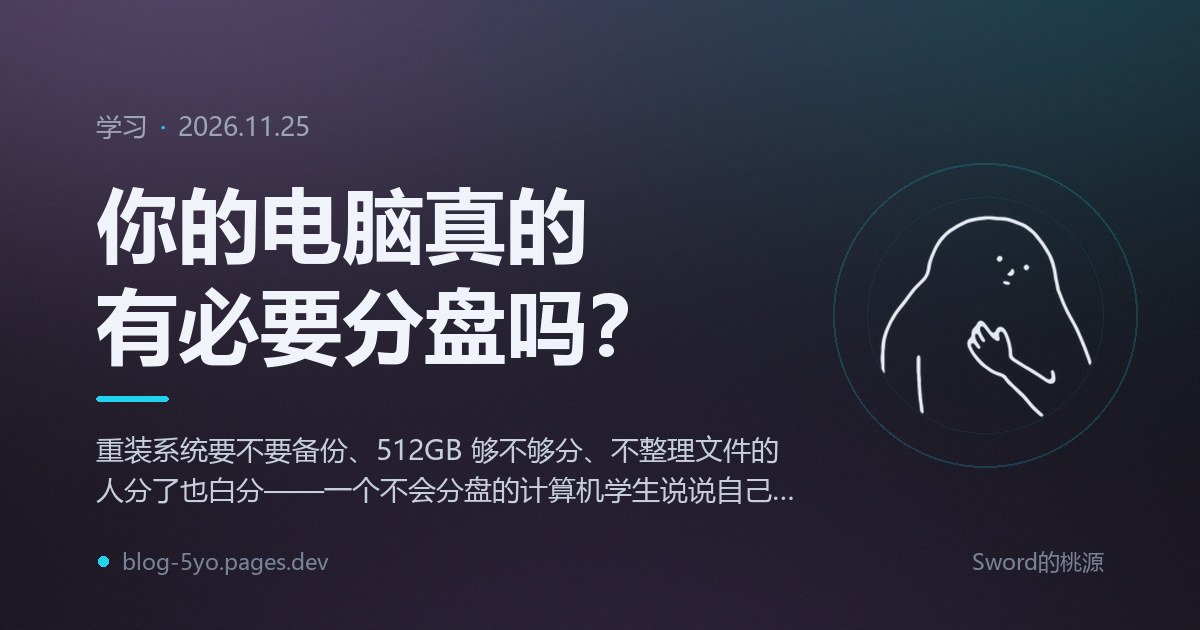 学习 · 2026.11.25
你的电脑真的
有必要分盘吗？
重装系统要不要备份、512GB 够不够分、不整理文件的
人分了也白分——一个不会分盘的计算机学生说说自己…
blog-5yo.pages.dev
Sword的桃源